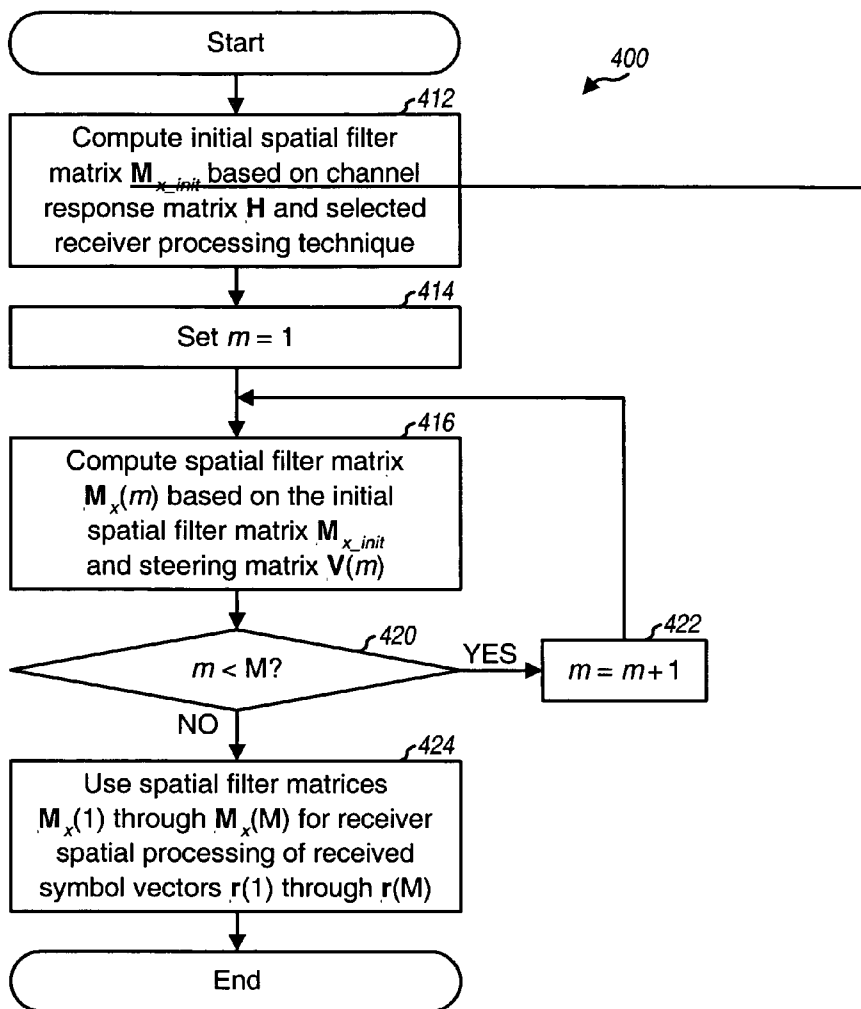 Start
400
412
Compute initial spatial filter
matrix M_x_init based on channel
response matrix H and selected
receiver processing technique
414
Set m = 1
416
Compute spatial filter matrix
M_x(m) based on the initial
spatial filter matrix M_x_init
and steering matrix V(m)
420
m < M?
YES
422
m = m + 1
NO
424
Use spatial filter matrices
M_x(1) through M_x(M) for receiver
spatial processing of received
symbol vectors r(1) through r(M)
End